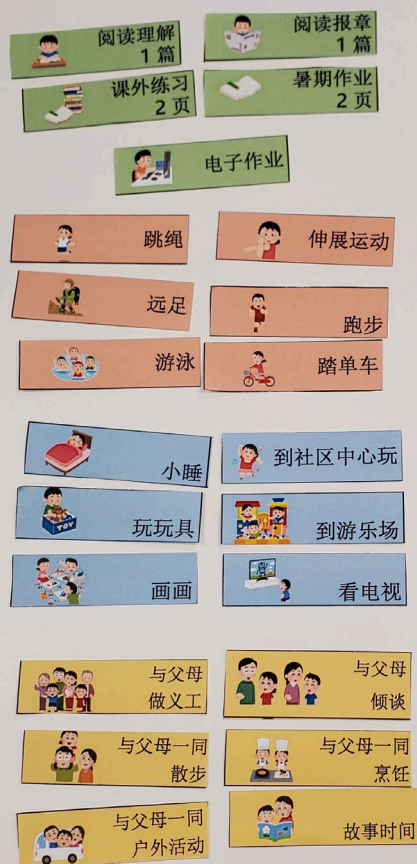 阅读理解
1 篇
阅读报章
1 篇
课外练习
2 页
暑期作业
2 页
电子作业
跳绳
伸展运动
远足
跑步
游泳
踏单车
小睡
到社区中心玩
TOY
玩玩具
到游乐场
画画
看电视
与父母
做义工
与父母
倾谈
与父母一同
散步
与父母一同
烹饪
与父母一同
户外活动
故事时间